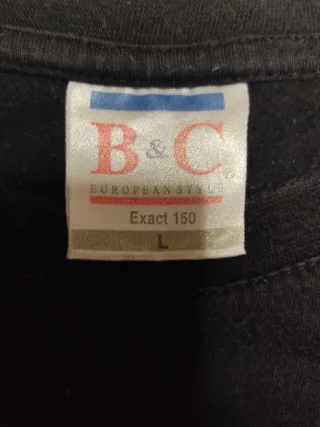 B & C
EUROPEAN STYLE
®
Exact 150
L